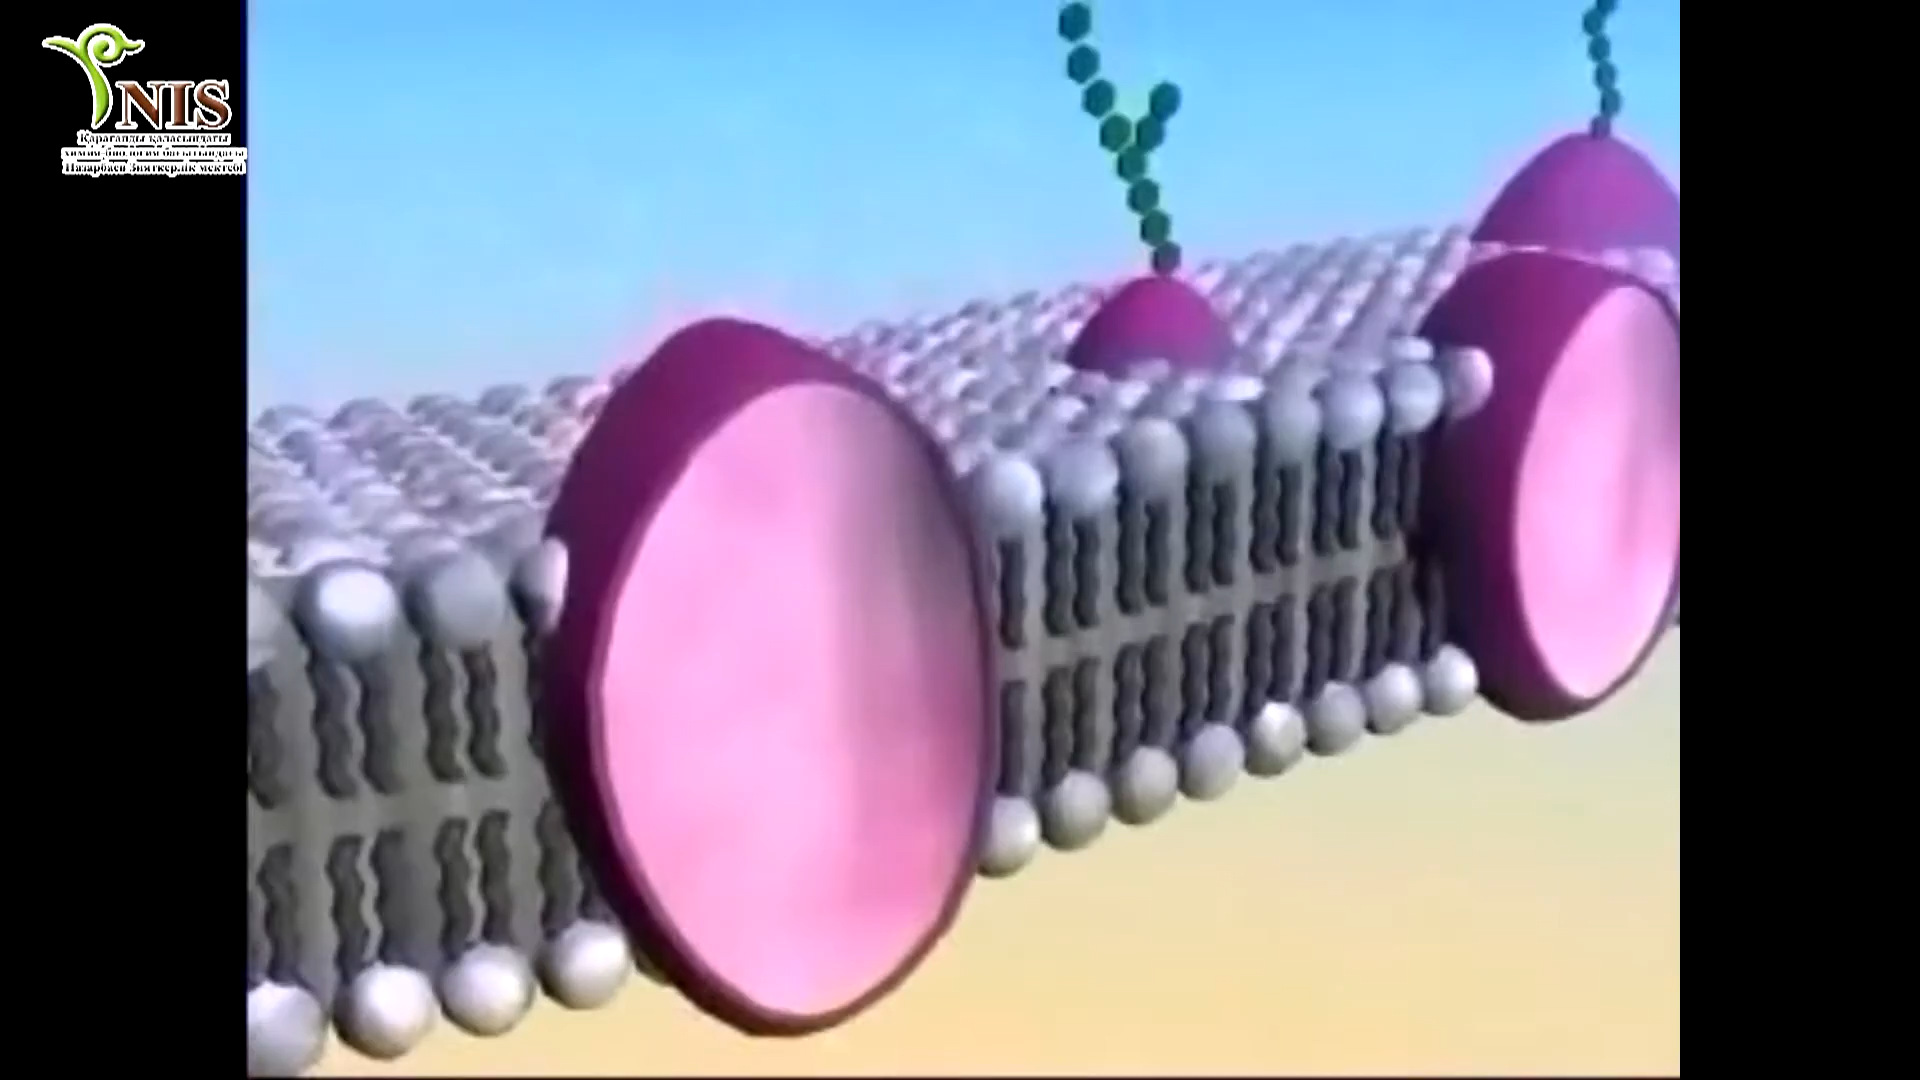 NIS
Қарағанды қаласындағы
химия-биология бағытындағы
Назарбаев Зияткерлік мектебі